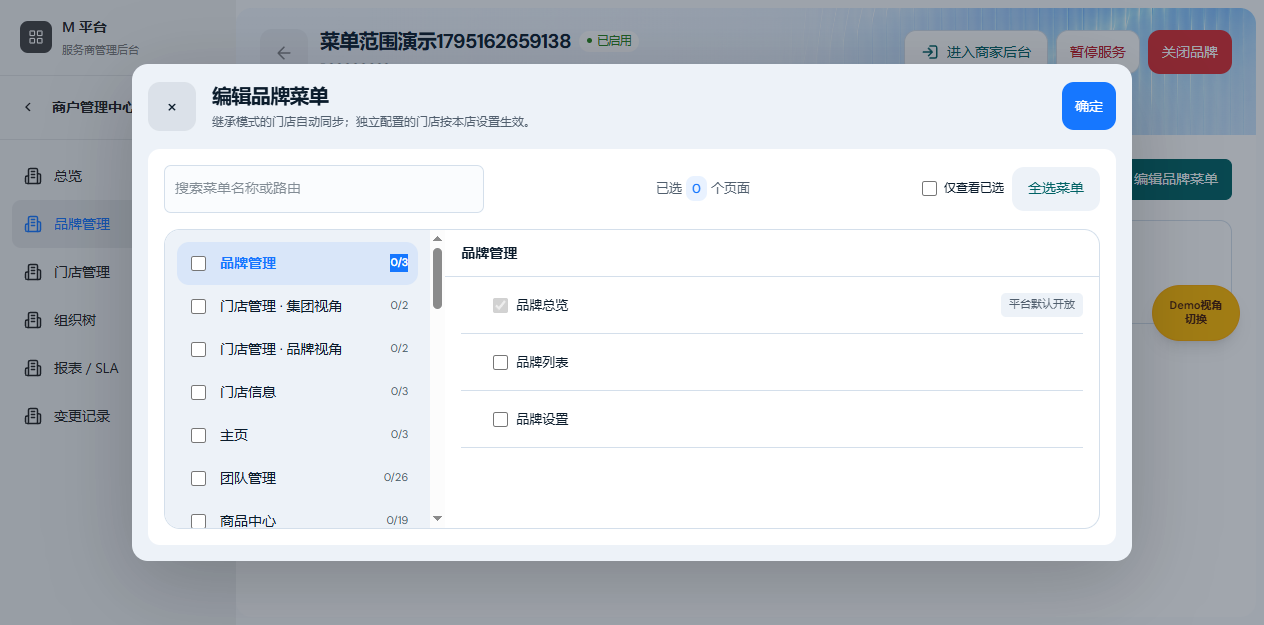 M 平台
服务商管理后台
商户管理中心
总览
品牌管理
门店管理
组织树
报表 / SLA
变更记录
菜单范围演示1795162659138
已启用
进入商家后台
暂停服务
关闭品牌
编辑品牌菜单
Demo视角
切换
×
编辑品牌菜单
继承模式的门店自动同步；独立配置的门店按本店设置生效。
确定
搜索菜单名称或路由
已选 0 个页面
仅查看已选
全选菜单
品牌管理 0/3
门店管理 · 集团视角 0/2
门店管理 · 品牌视角 0/2
门店信息 0/3
主页 0/3
团队管理 0/26
商品中心 0/19
品牌管理
品牌总览 平台默认开放
品牌列表
品牌设置